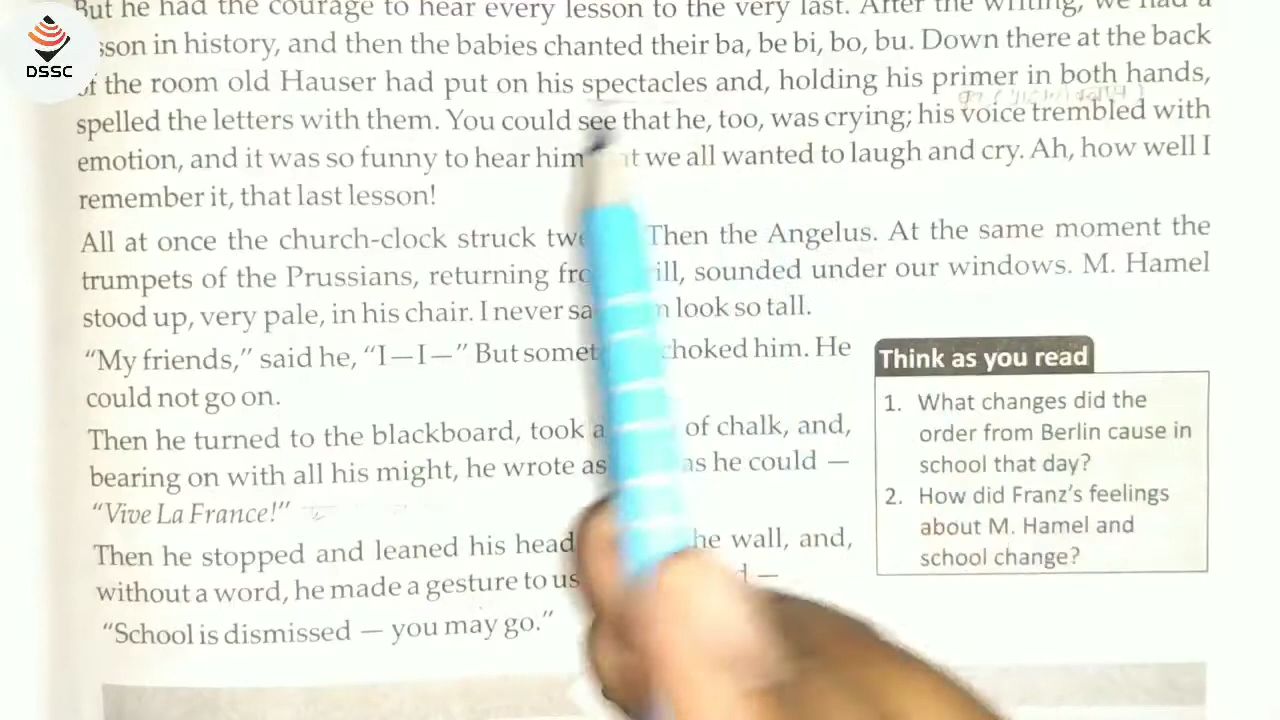 But he had the courage to hear every lesson to the very last. After the writing, we had a
sson in history, and then the babies chanted their ba, be bi, bo, bu. Down there at the back
of the room old Hauser had put on his spectacles and, holding his primer in both hands,
spelled the letters with them. You could see that he, too, was crying; his voice trembled with
emotion, and it was so funny to hear him we all wanted to laugh and cry. Ah, how well I
remember it, that last lesson!
All at once the church-clock struck Then the Angelus. At the same moment the
trumpets of the Prussians, returning sounded under our windows. M. Hamel
stood up, very pale, in his chair. I never look so tall.
"My friends," said he, "I—I—" But choked him. He
could not go on.
Then he turned to the blackboard, took a of chalk, and,
bearing on with all his might, he wrote as as he could —
"Vive La France!"
Then he stopped and leaned his head wall, and,
without a word, he made a gesture to us —
"School is dismissed — you may go."
Think as you read
1. What changes did the
order from Berlin cause in
school that day?
2. How did Franz's feelings
about M. Hamel and
school change?
DSSC